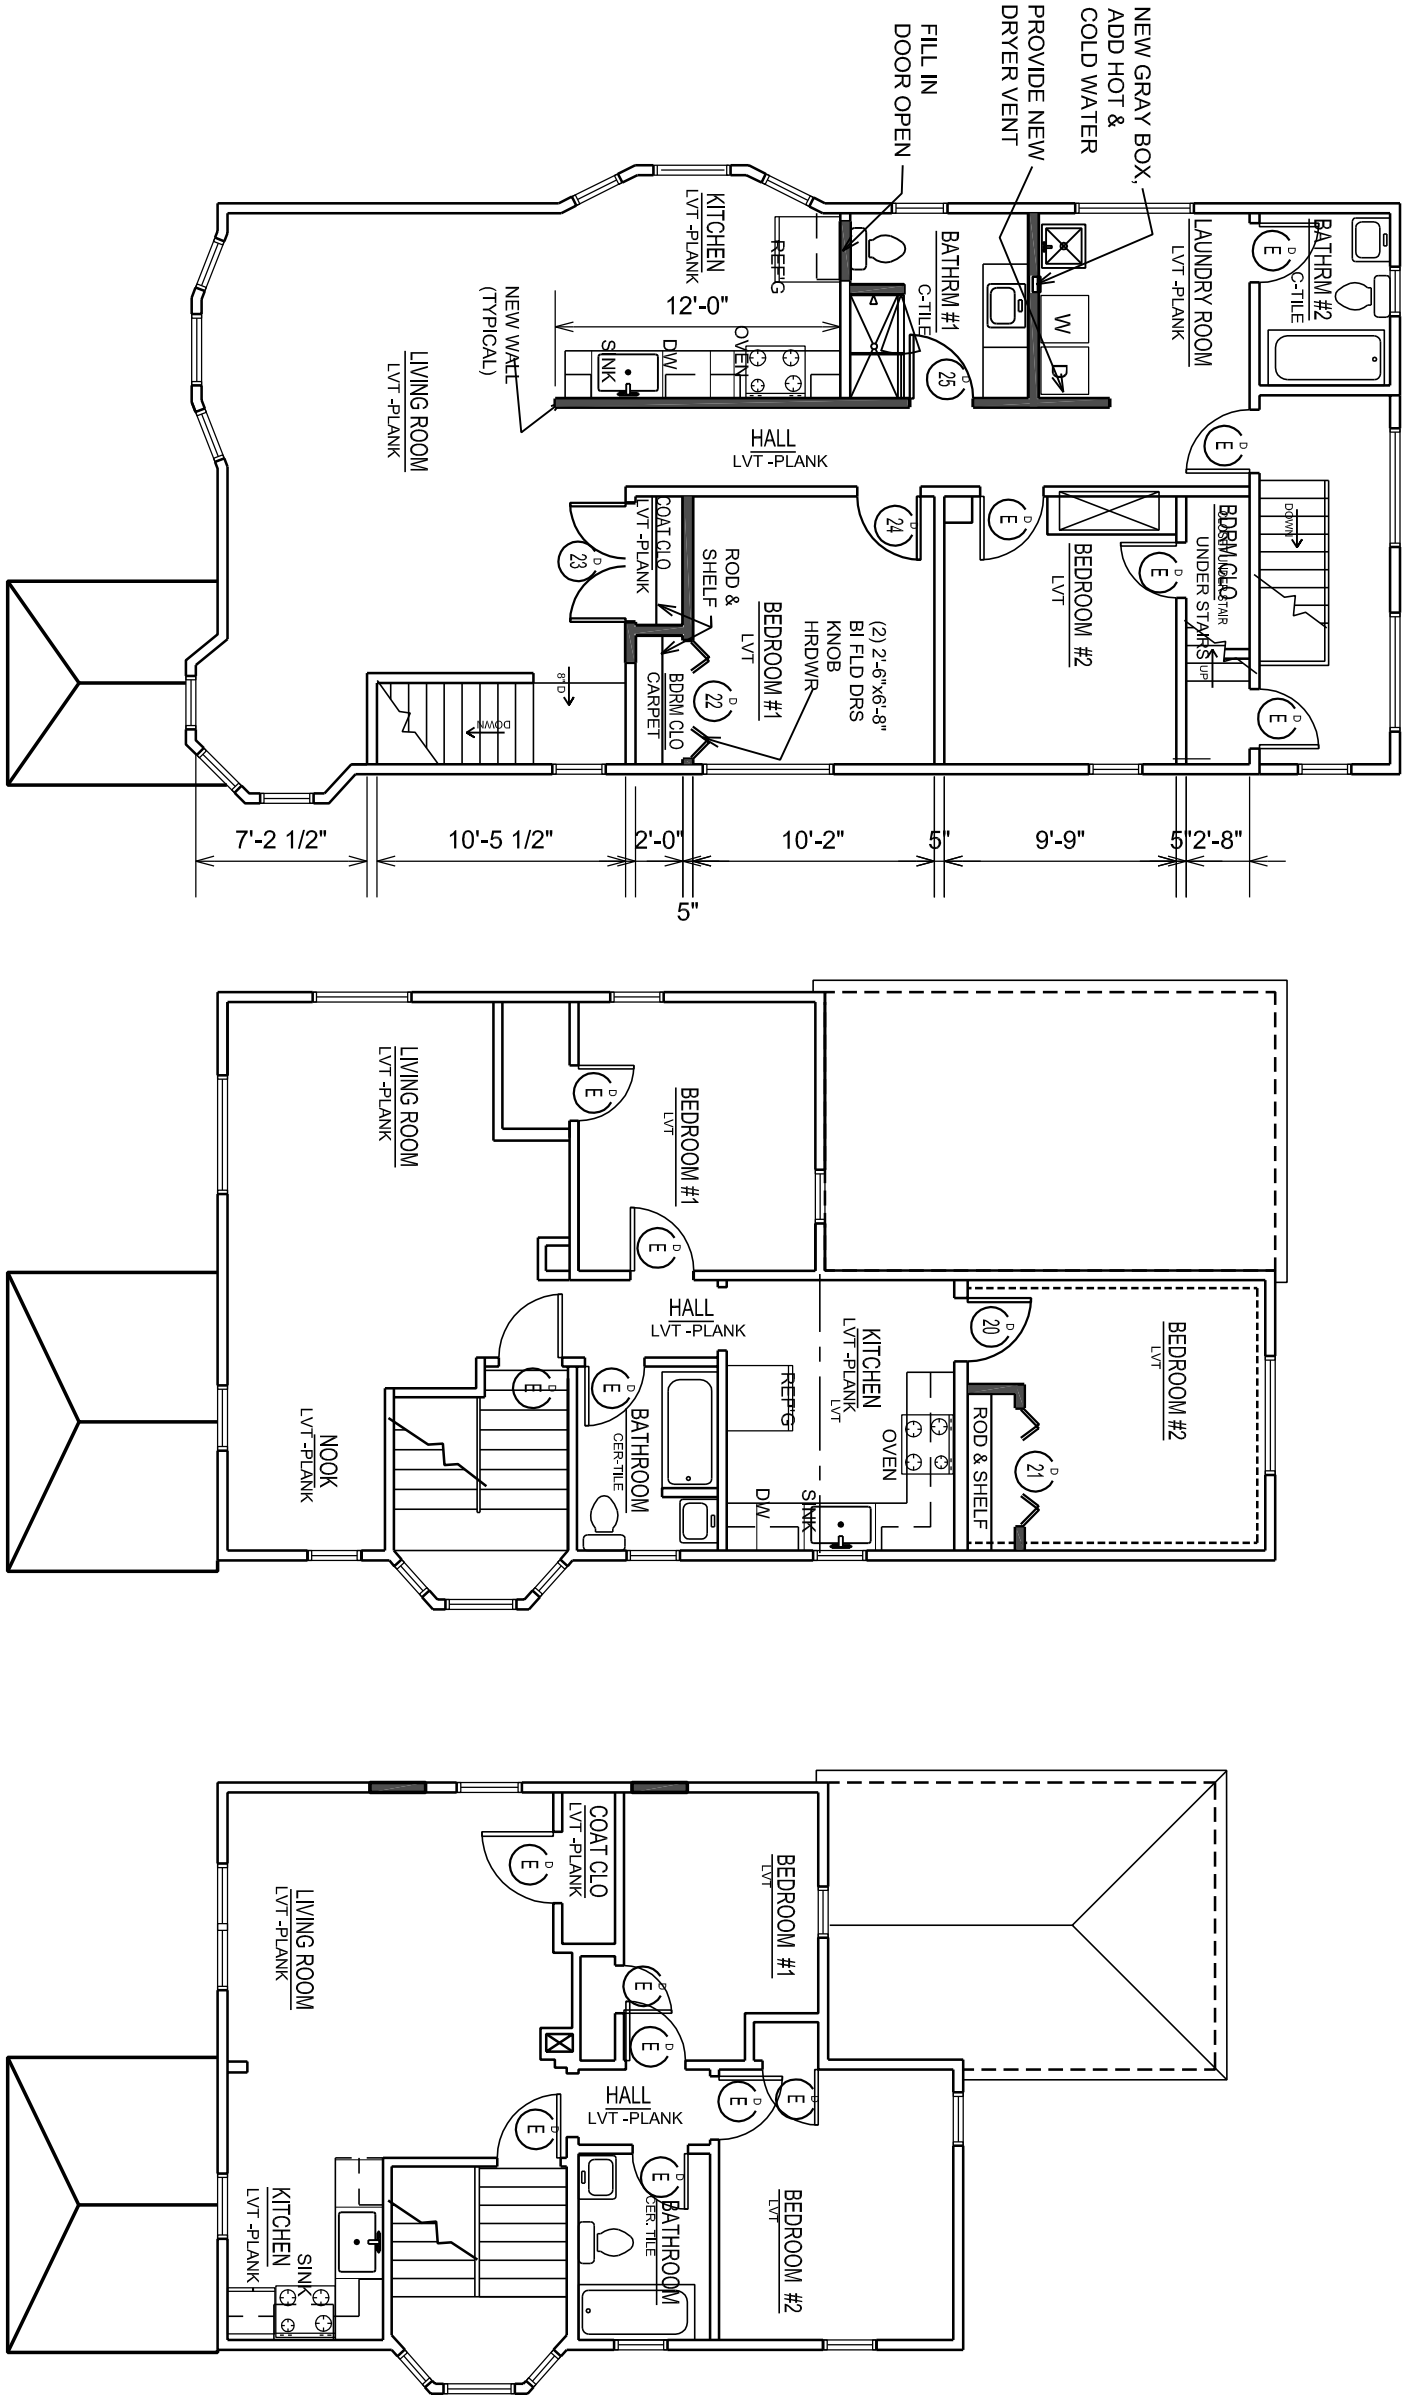 NEW GRAY BOX,
ADD HOT &
COLD WATER
PROVIDE NEW
DRYER VENT
FILL IN
DOOR OPEN
BATHRM #2
C-TILE
D
E
LAUNDRY ROOM
LVT -PLANK
W
D
BATHRM #1
C-TILE
D
25
KITCHEN
LVT -PLANK
REF'G
12'-0"
OVEN
DW
SINK
NEW WALL
(TYPICAL)
LIVING ROOM
LVT -PLANK
HALL
LVT -PLANK
D
E
DOWN
BDRM CLO
CLOSET UNDER STAIR
UNDER STAIRS
UP
D
E
D
E
D
E
BEDROOM #2
LVT
D
24
(2) 2'-6"x6'-8"
BI FLD DRS
KNOB
HRDWR
BEDROOM #1
LVT
ROD &
SHELF
COAT CLO
LVT -PLANK
D
23
D
22
BDRM CLO
CARPET
8" D
DOWN
7'-2 1/2"
10'-5 1/2"
2'-0"
5"
10'-2"
5"
9'-9"
5"
2'-8"
LIVING ROOM
LVT -PLANK
D
E
BEDROOM #1
LVT
D
E
HALL
LVT -PLANK
KITCHEN
LVT -PLANK
LVT
D
20
BEDROOM #2
LVT
REF'G
OVEN
ROD & SHELF
D
21
D
E
D
E
BATHROOM
CER-TILE
DW
SINK
NOOK
LVT -PLANK
COAT CLO
LVT -PLANK
D
E
BEDROOM #1
LVT
LIVING ROOM
LVT -PLANK
D
E
D
E
HALL
LVT -PLANK
D
E
D
E
D
E
D
E
BATHROOM
CER. TILE
BEDROOM #2
LVT
KITCHEN
LVT -PLANK
SINK